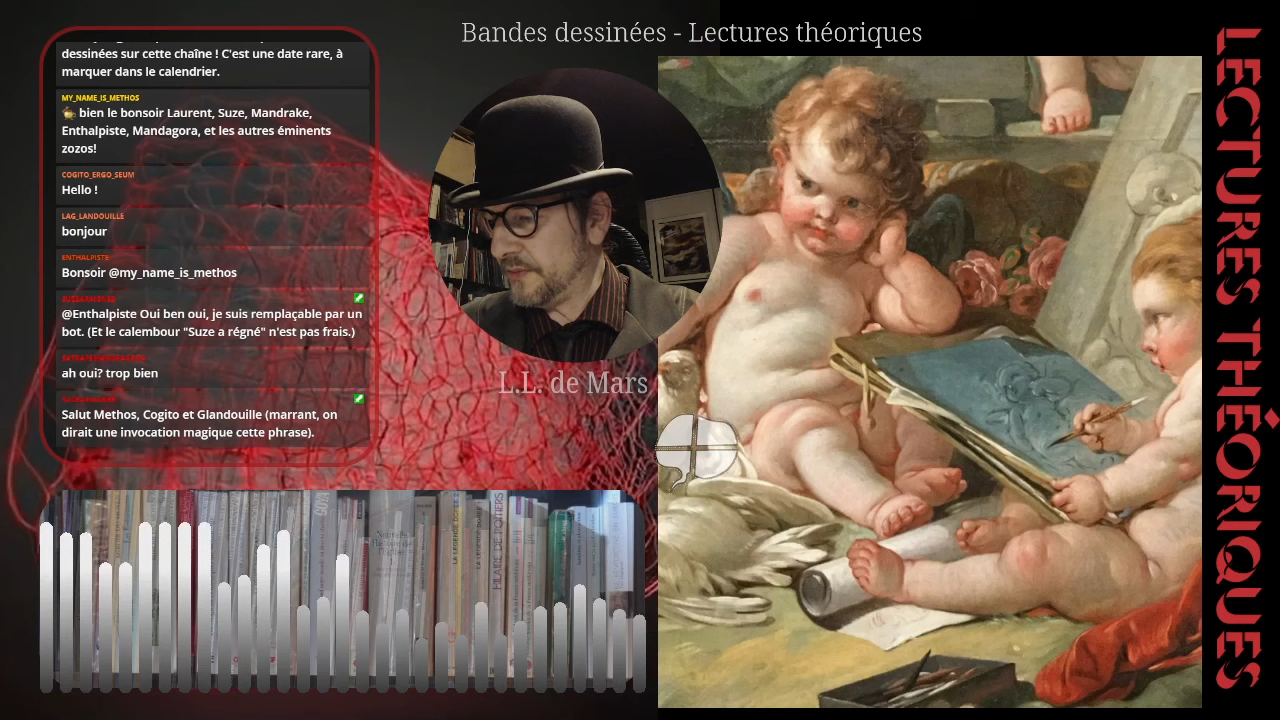 Bandes dessinées - Lectures théoriques
dessinées sur cette chaîne ! C'est une date rare, à
marquer dans le calendrier.
MY_NAME_IS_METHOS
bien le bonsoir Laurent, Suze, Mandrake,
Enthalpiste, Mandagora, et les autres éminents
zozos!
COGITO_ERGO_SEUM
Hello !
LAG_LANDOUILLE
bonjour
ENTHALPISTE
Bonsoir @my_name_is_methos
@Enthalpiste Oui ben oui, je suis remplaçable par un
bot. (Et le calembour "Suze a régné" n'est pas frais.)
ah oui? trop bien
Salut Methos, Cogito et Glandouille (marrant, on
dirait une invocation magique cette phrase).
L.L. de Mars
HILAIRE DE POITIERS
LECTURES THÉORIQUES